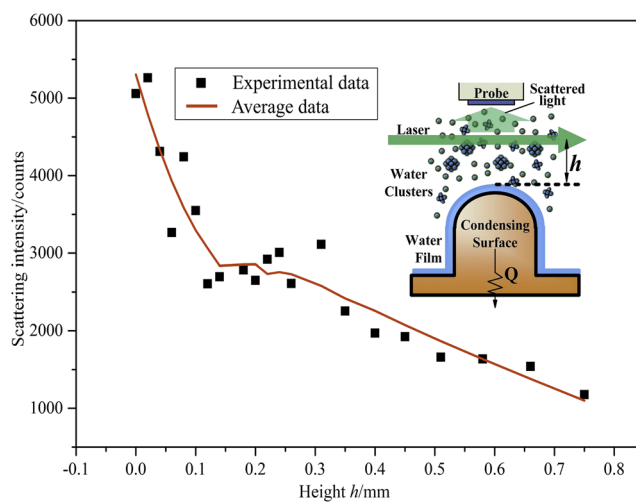 6000
5000
4000
3000
2000
1000
Scattering intensity/counts
-0.1
0.0
0.1
0.2
0.3
0.4
0.5
0.6
0.7
0.8
Height h/mm
Experimental data
Average data
Probe
Scattered
light
Laser
h
Water
Clusters
Water
Film
Condensing
Surface
Q